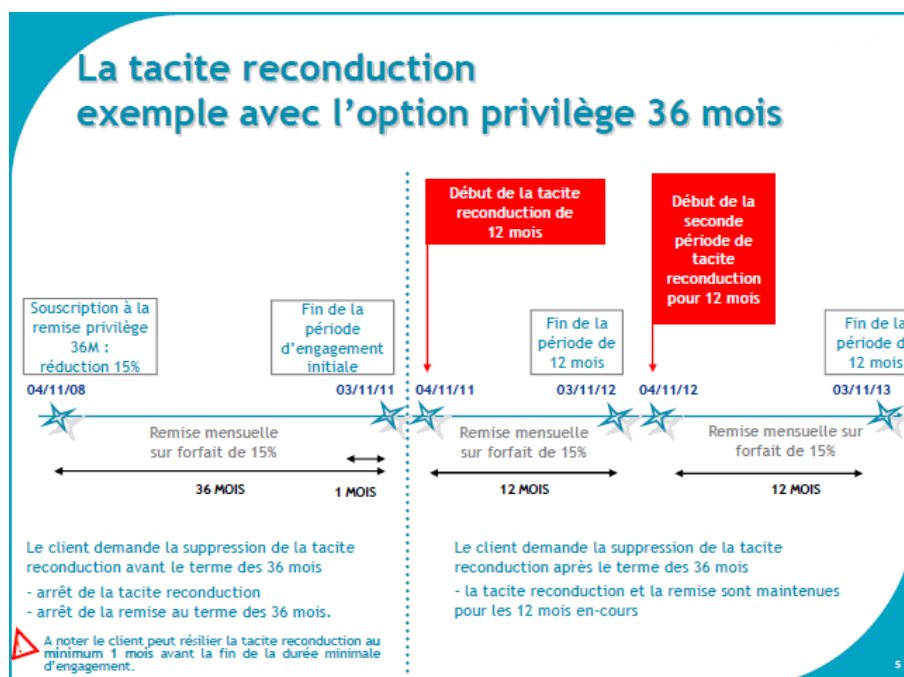 La tacite reconduction
exemple avec l'option privilège 36 mois
Début de la tacite
reconduction de
12 mois
Début de la
seconde
période de
tacite
reconduction
pour 12 mois
Souscription à la
remise privilège
36M :
réduction 15%
Fin de la
période
d'engagement
initiale
Fin de la
période de
12 mois
Fin de la
période d
12 mois
04/11/08
03/11/11
04/11/11
03/11/12
04/11/12
03/11/13
Remise mensuelle
sur forfait de 15%
Remise mensuelle
sur forfait de 15%
Remise mensuelle sur
forfait de 15%
36 MOIS
1 MOIS
12 MOIS
12 MOIS
Le client demande la suppression de la tacite
reconduction avant le terme des 36 mois
- arrêt de la tacite reconduction
- arrêt de la remise au terme des 36 mois.
A noter le client peut résilier la tacite reconduction au
minimum 1 mois avant la fin de la durée minimale
d'engagement.
Le client demande la suppression de la tacite
reconduction après le terme des 36 mois
- la tacite reconduction et la remise sont maintenues
pour les 12 mois en-cours
5